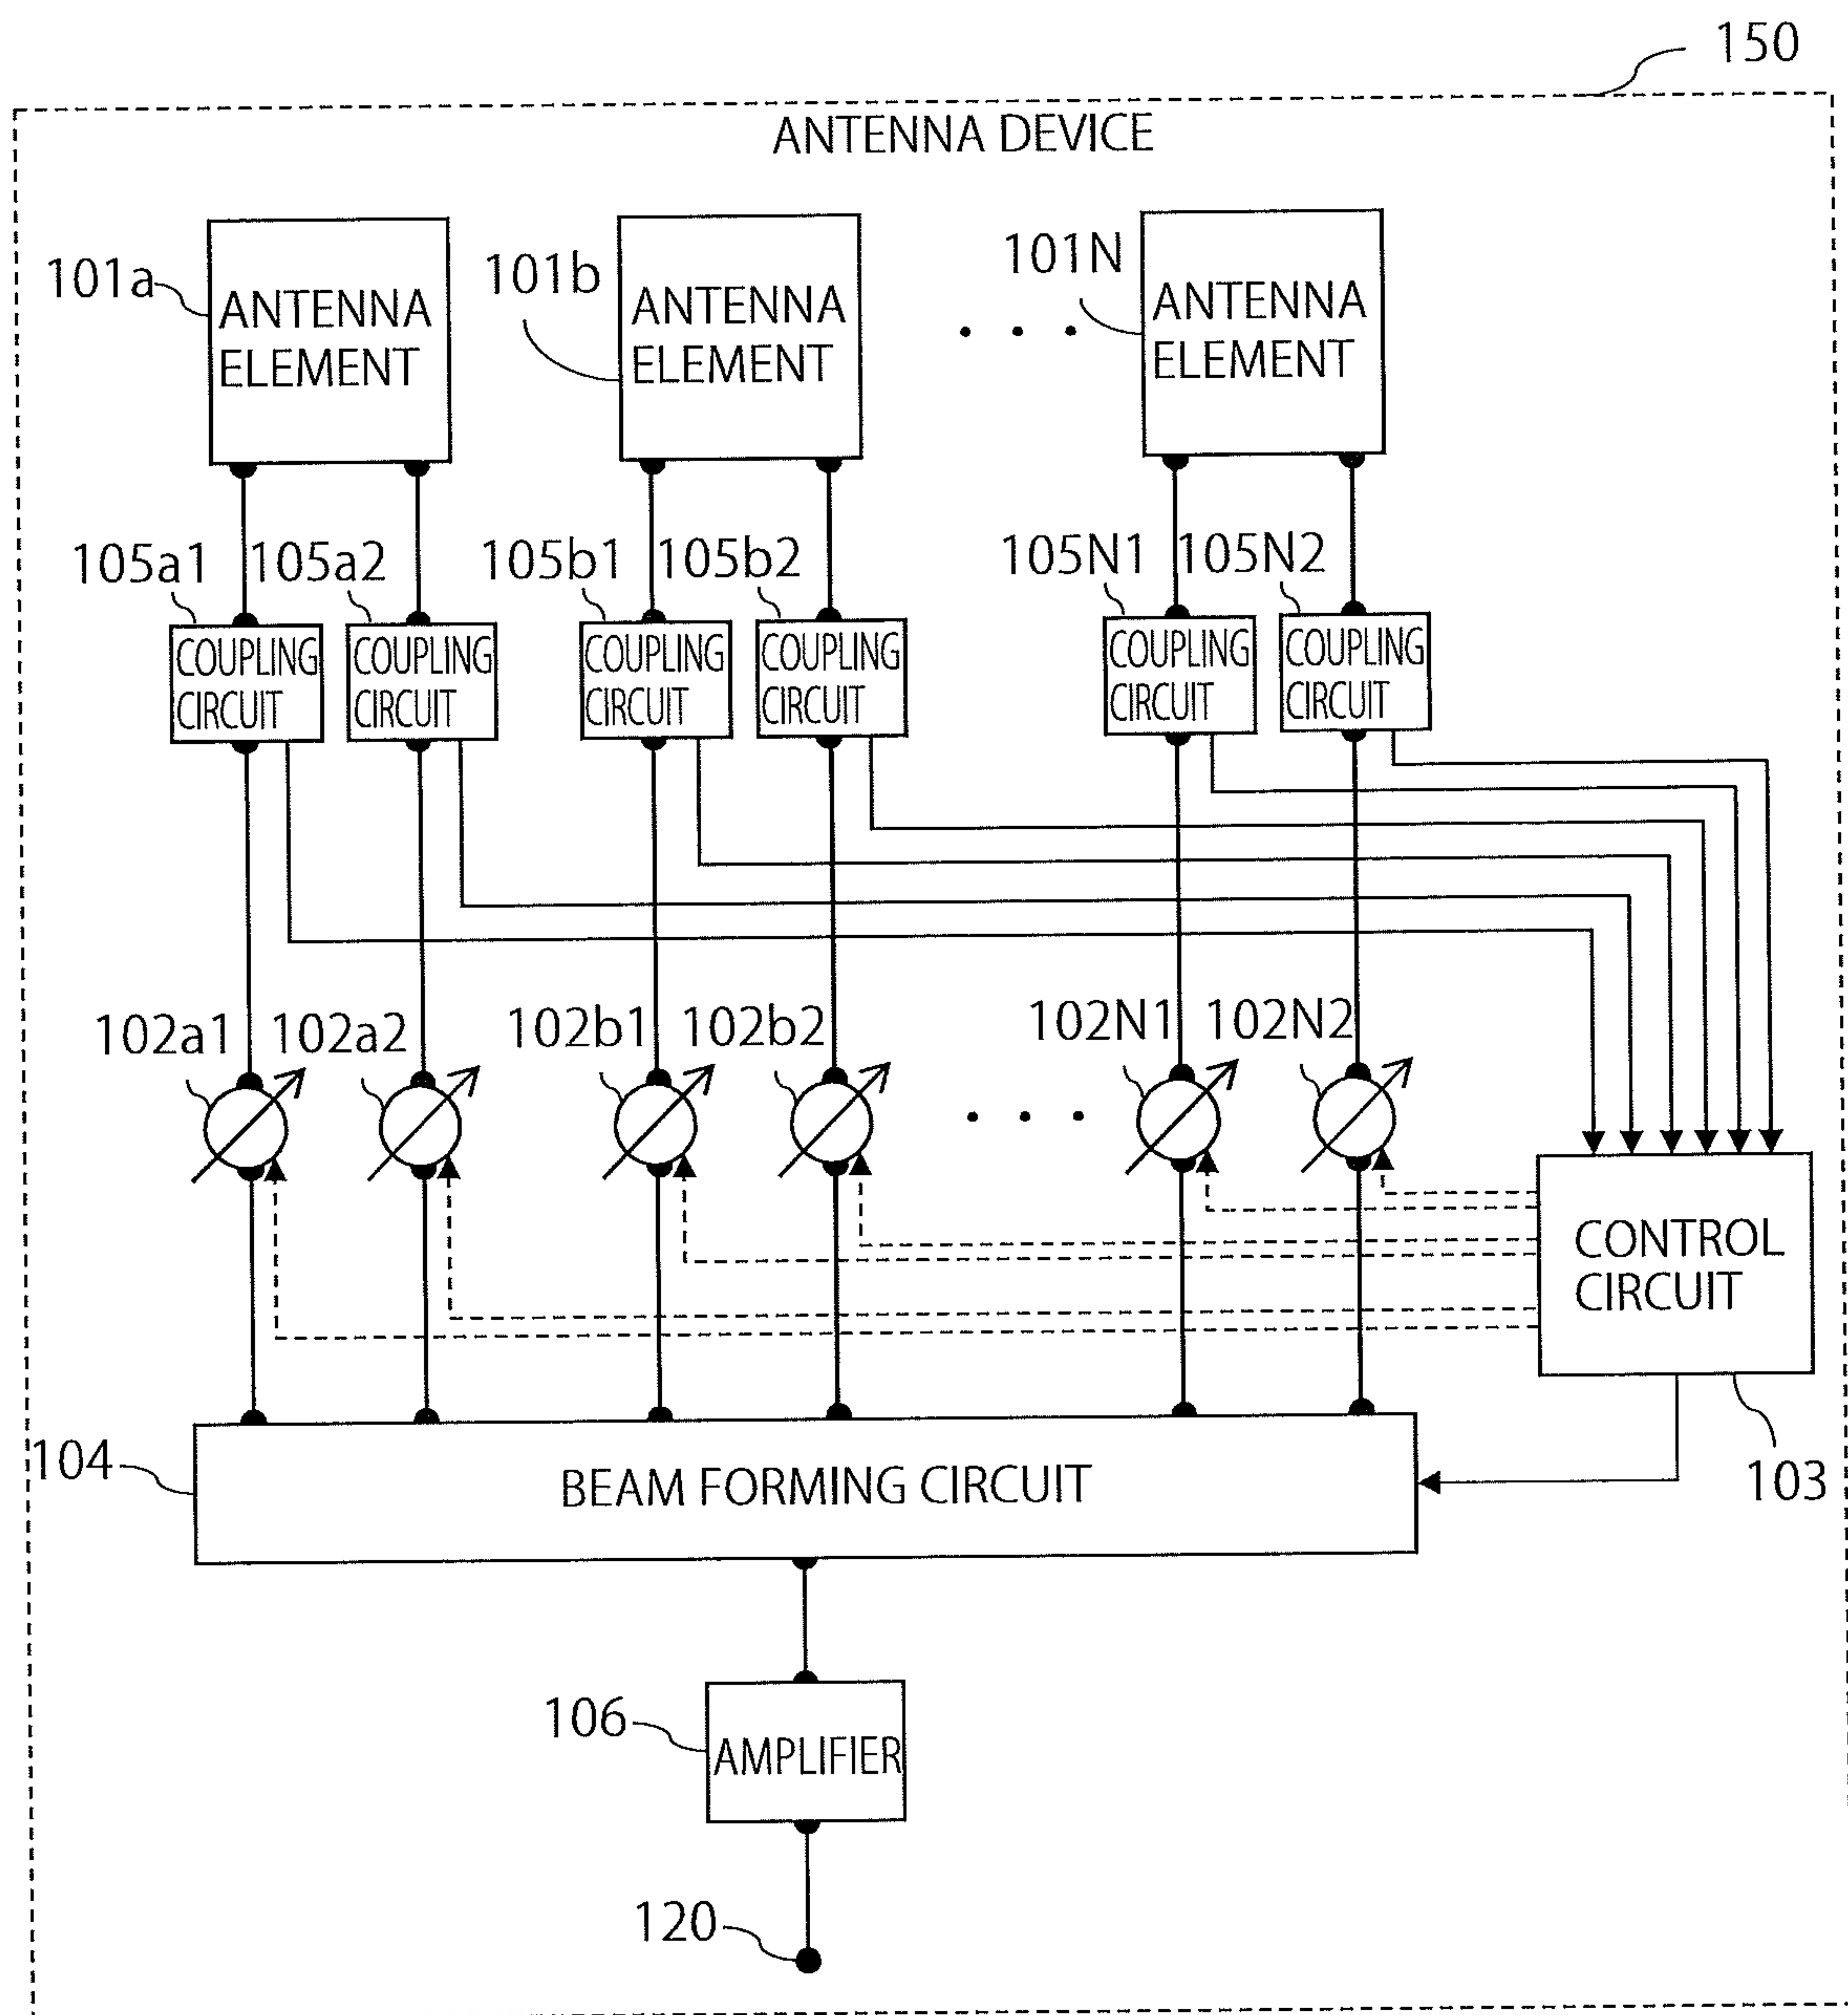 150
ANTENNA DEVICE
101a
ANTENNA
ELEMENT
101b
ANTENNA
ELEMENT
. . .
101N
ANTENNA
ELEMENT
105a1
105a2
105b1
105b2
105N1
105N2
COUPLING
CIRCUIT
COUPLING
CIRCUIT
COUPLING
CIRCUIT
COUPLING
CIRCUIT
COUPLING
CIRCUIT
COUPLING
CIRCUIT
102a1
102a2
102b1
102b2
102N1
102N2
. . .
CONTROL
CIRCUIT
103
104
BEAM FORMING CIRCUIT
106
AMPLIFIER
120